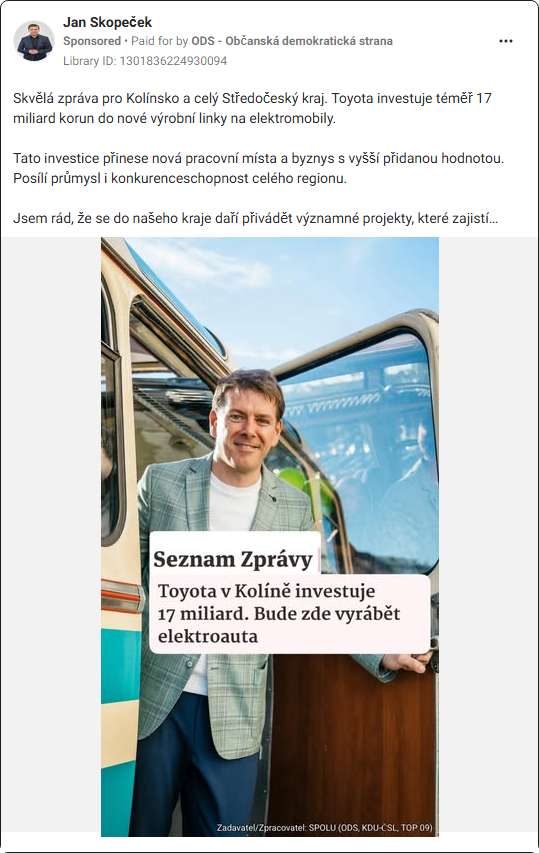 Jan Skopeček
Sponsored • Paid for by ODS - Občanská demokratická strana
Library ID: 1301836224930094
Skvělá zpráva pro Kolínsko a celý Středočeský kraj. Toyota investuje téměř 17
miliard korun do nové výrobní linky na elektromobily.
Tato investice přinese nová pracovní místa a byznys s vyšší přidanou hodnotou.
Posílí průmysl i konkurenceschopnost celého regionu.
Jsem rád, že se do našeho kraje daří přivádět významné projekty, které zajistí...
Seznam Zprávy
Toyota v Kolíně investuje
17 miliard. Bude zde vyrábět
elektroauta
Zadavatel/Zpracovatel: SPOLU (ODS, KDU-ČSL, TOP 09)